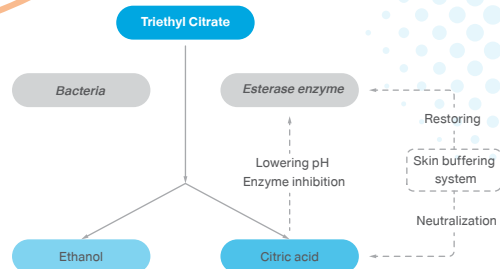 Triethyl Citrate
Bacteria
Esterase enzyme
Restoring
Lowering pH
Enzyme inhibition
Skin buffering
system
Neutralization
Ethanol
Citric acid